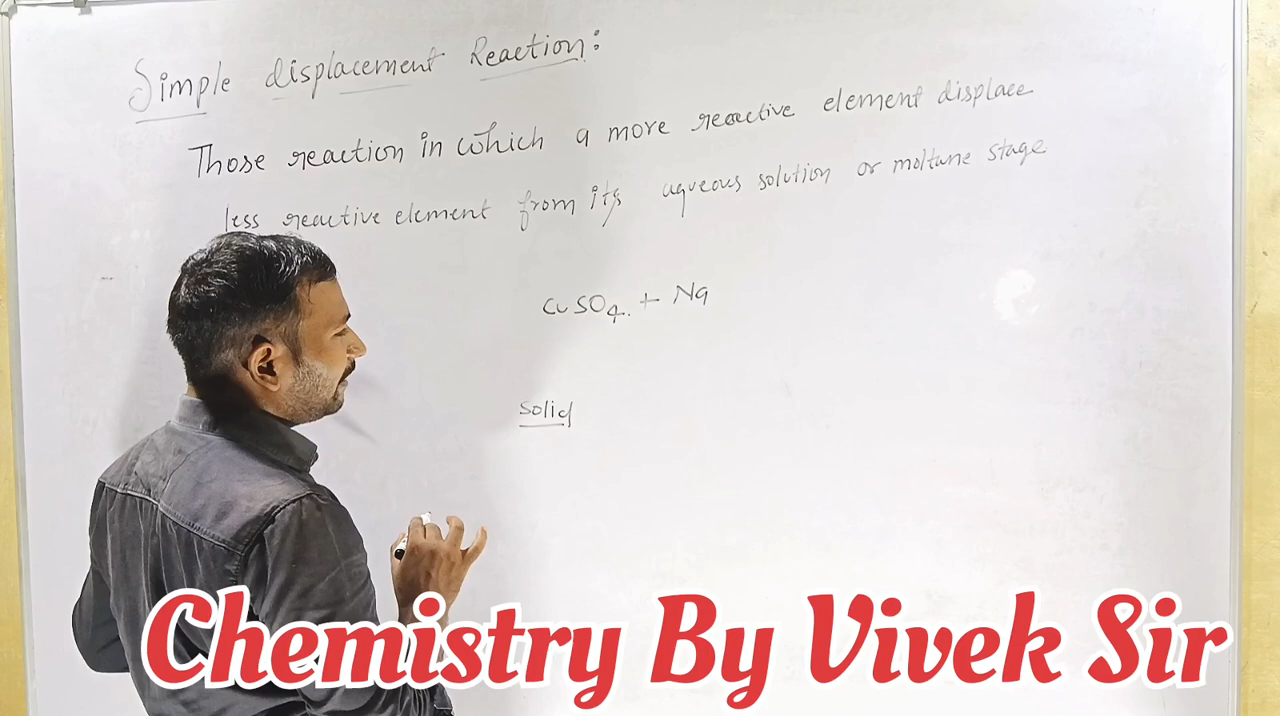 Simple displacement Reaction:
Those reaction in which a more reactive element displace
less reactive element from its aqueous solution or moltane stage
CuSO4. + Na
Solid
Chemistry By Vivek Sir